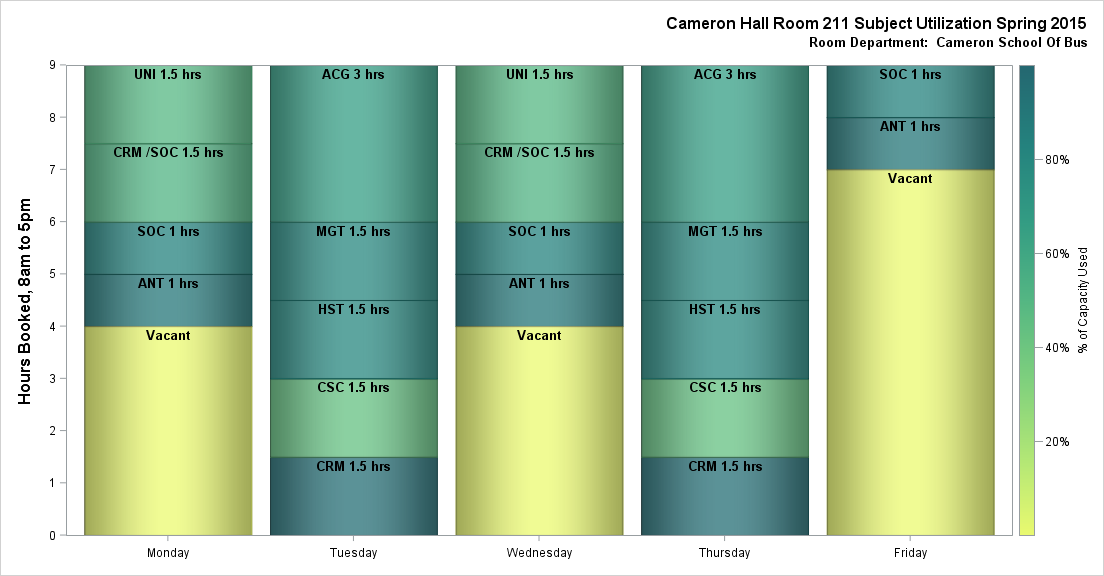 Cameron Hall Room 211 Subject Utilization Spring 2015
Room Department:  Cameron School Of Bus
Hours Booked, 8am to 5pm
9
8
7
6
5
4
3
2
1
0
UNI 1.5 hrs
CRM /SOC 1.5 hrs
SOC 1 hrs
ANT 1 hrs
Vacant
Monday
ACG 3 hrs
MGT 1.5 hrs
HST 1.5 hrs
CSC 1.5 hrs
CRM 1.5 hrs
Tuesday
UNI 1.5 hrs
CRM /SOC 1.5 hrs
SOC 1 hrs
ANT 1 hrs
Vacant
Wednesday
ACG 3 hrs
MGT 1.5 hrs
HST 1.5 hrs
CSC 1.5 hrs
CRM 1.5 hrs
Thursday
SOC 1 hrs
ANT 1 hrs
Vacant
Friday
80%
60%
40%
20%
% of Capacity Used